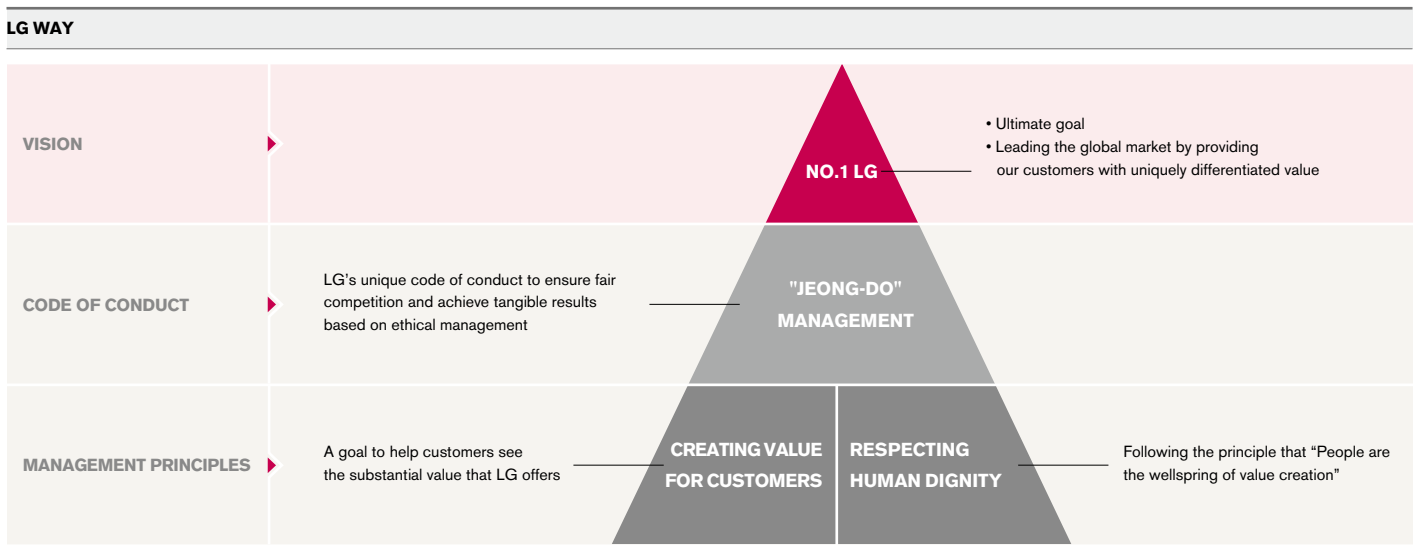 LG WAY
VISION
NO.1 LG
• Ultimate goal
• Leading the global market by providing
our customers with uniquely differentiated value
CODE OF CONDUCT
LG’s unique code of conduct to ensure fair
competition and achieve tangible results
based on ethical management
"JEONG-DO"
MANAGEMENT
MANAGEMENT PRINCIPLES
A goal to help customers see
the substantial value that LG offers
CREATING VALUE
FOR CUSTOMERS
RESPECTING
HUMAN DIGNITY
Following the principle that “People are
the wellspring of value creation”